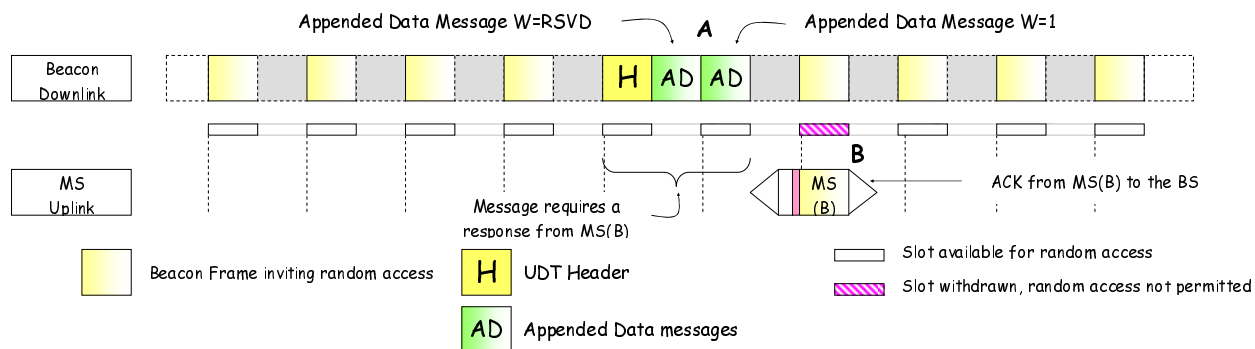 Appended Data Message W=RSVD
A
Appended Data Message W=1
Beacon
Downlink
H
AD
AD
B
MS
Uplink
MS
(B)
ACK from MS(B) to the BS
Message requires a
response from MS(B)
Beacon Frame inviting random access
H
UDT Header
Slot available for random access
Slot withdrawn, random access not permitted
AD
Appended Data messages